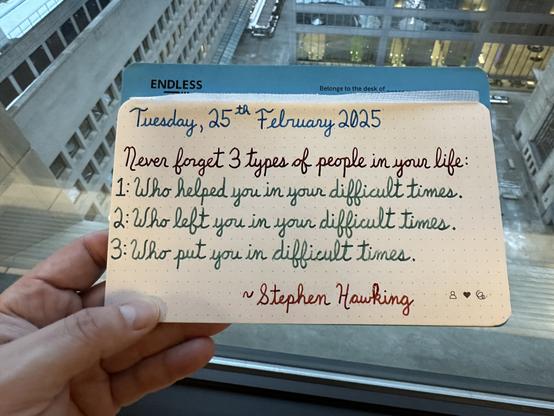 ENDLESS
Belongs to the desk of
Tuesday, 25th February 2025
Never forget 3 types of people in your life:
1: Who helped you in your difficult times.
2: Who left you in your difficult times.
3: Who put you in difficult times.
~ Stephen Hawking